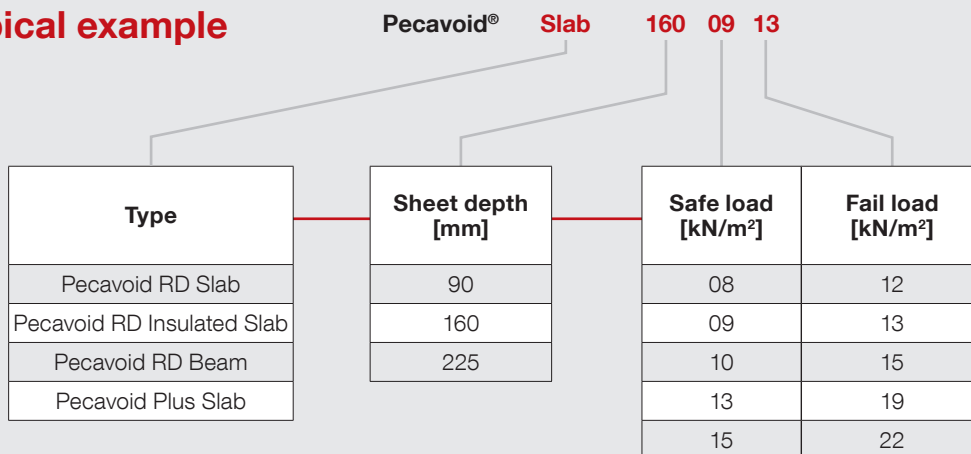 pical example
Pecavoid® Slab 160 09 13
Type
Sheet depth
[mm]
Safe load
[kN/m²]
Fail load
[kN/m²]
Pecavoid RD Slab 90 08 12
Pecavoid RD Insulated Slab 160 09 13
Pecavoid RD Beam 225 10 15
Pecavoid Plus Slab 13 19
15 22